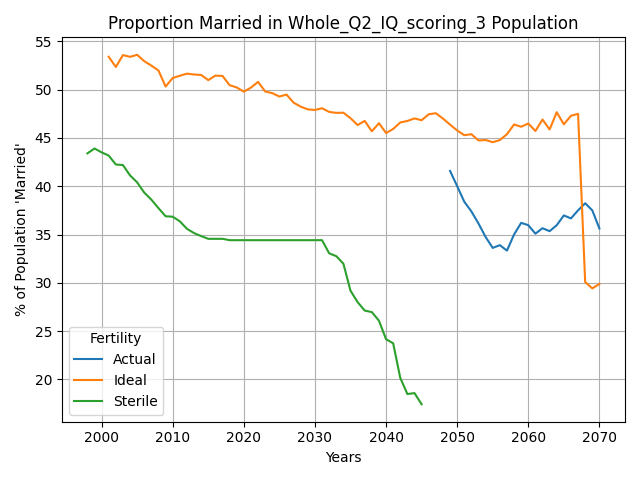 Proportion Married in Whole_Q2_IQ_scoring_3 Population
% of Population 'Married'
55
50
45
40
35
30
25
20
Fertility
Actual
Ideal
Sterile
2000 2010 2020 2030 2040 2050 2060 2070
Years